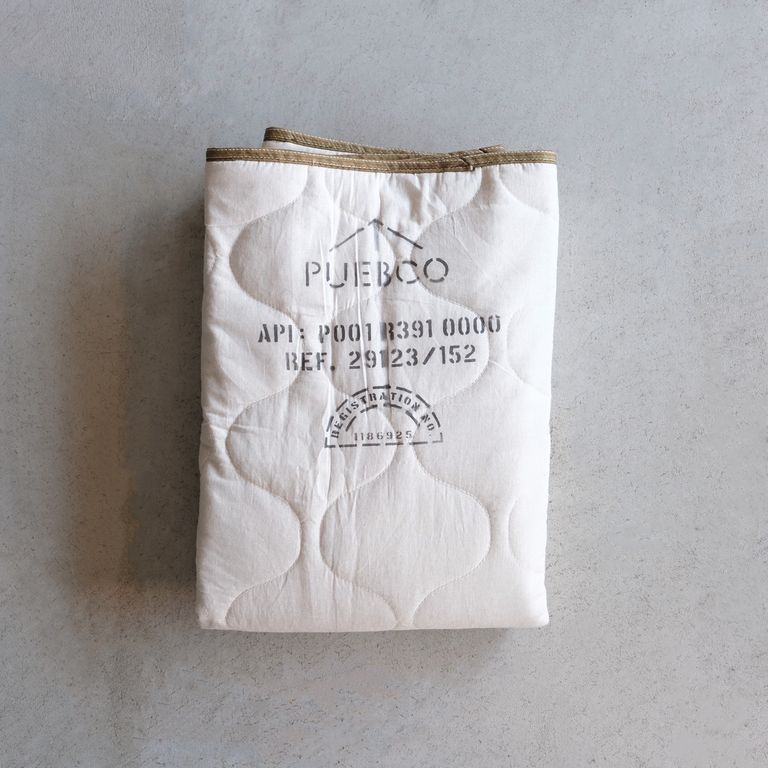 PUEBCO
API: P001 R391 0000
REF. 29123/152
REGISTRATION NO.
1186925